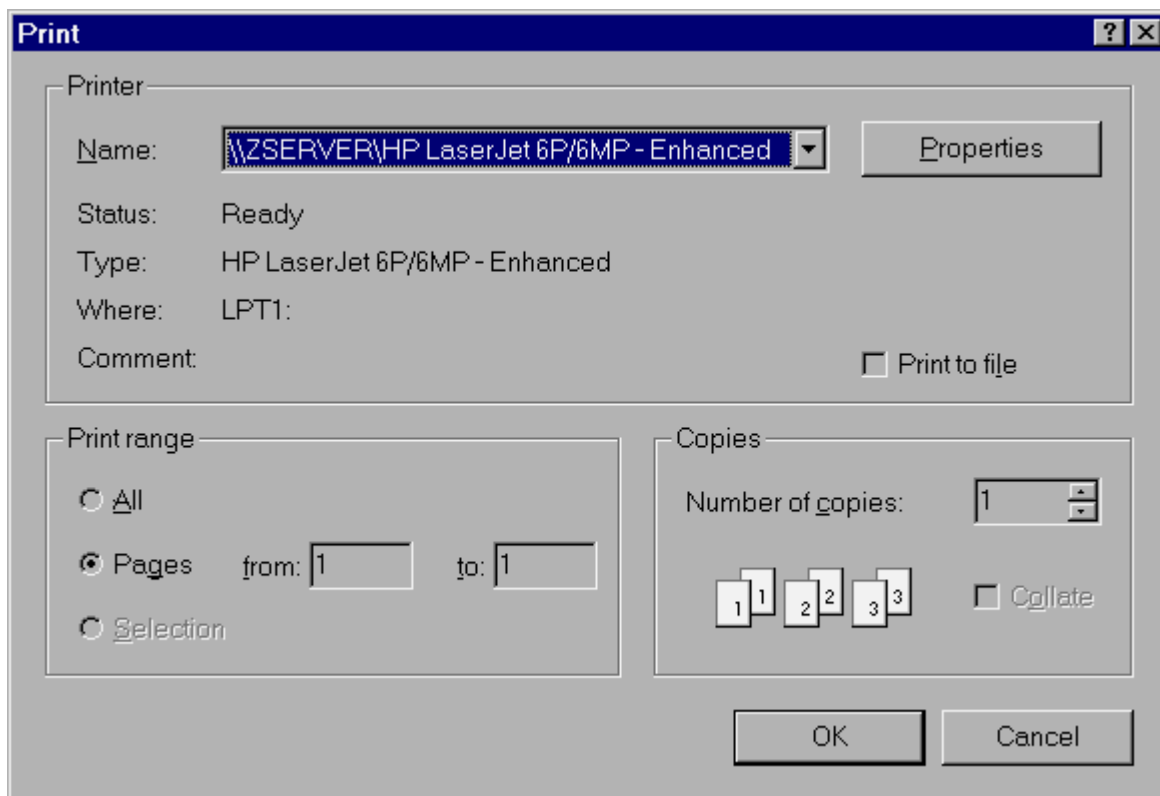 Print
Printer
Name: \\ZSERVER\HP LaserJet 6P/6MP - Enhanced Properties
Status: Ready
Type: HP LaserJet 6P/6MP - Enhanced
Where: LPT1:
Comment:
Print to file
Print range
All
Pages from: 1 to: 1
Selection
Copies
Number of copies: 1
1 1 2 2 3 3 Collate
OK Cancel